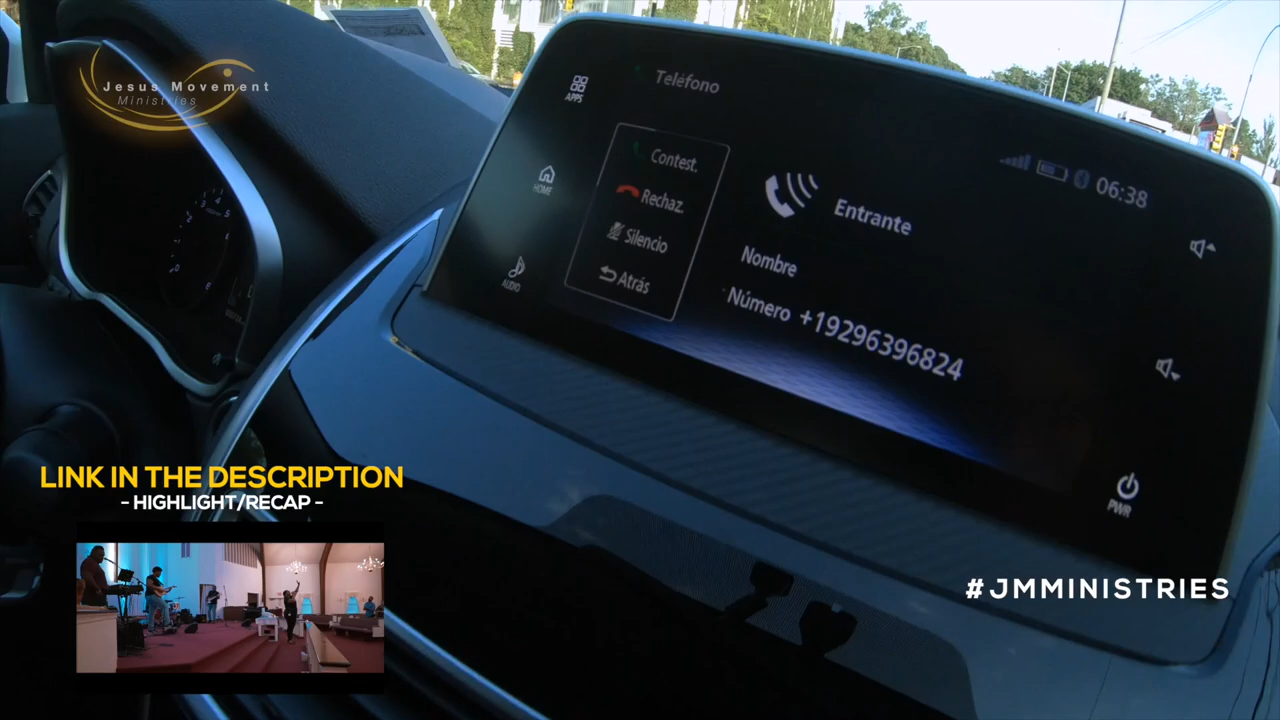 Jesus Movement
Ministries
APPS
Teléfono
Contest.
Rechaz.
Silencio
Atrás
HOME
AUDIO
Entrante
06:38
Nombre
Número +19296396824
PWR
LINK IN THE DESCRIPTION
- HIGHLIGHT/RECAP -
#JMMINISTRIES